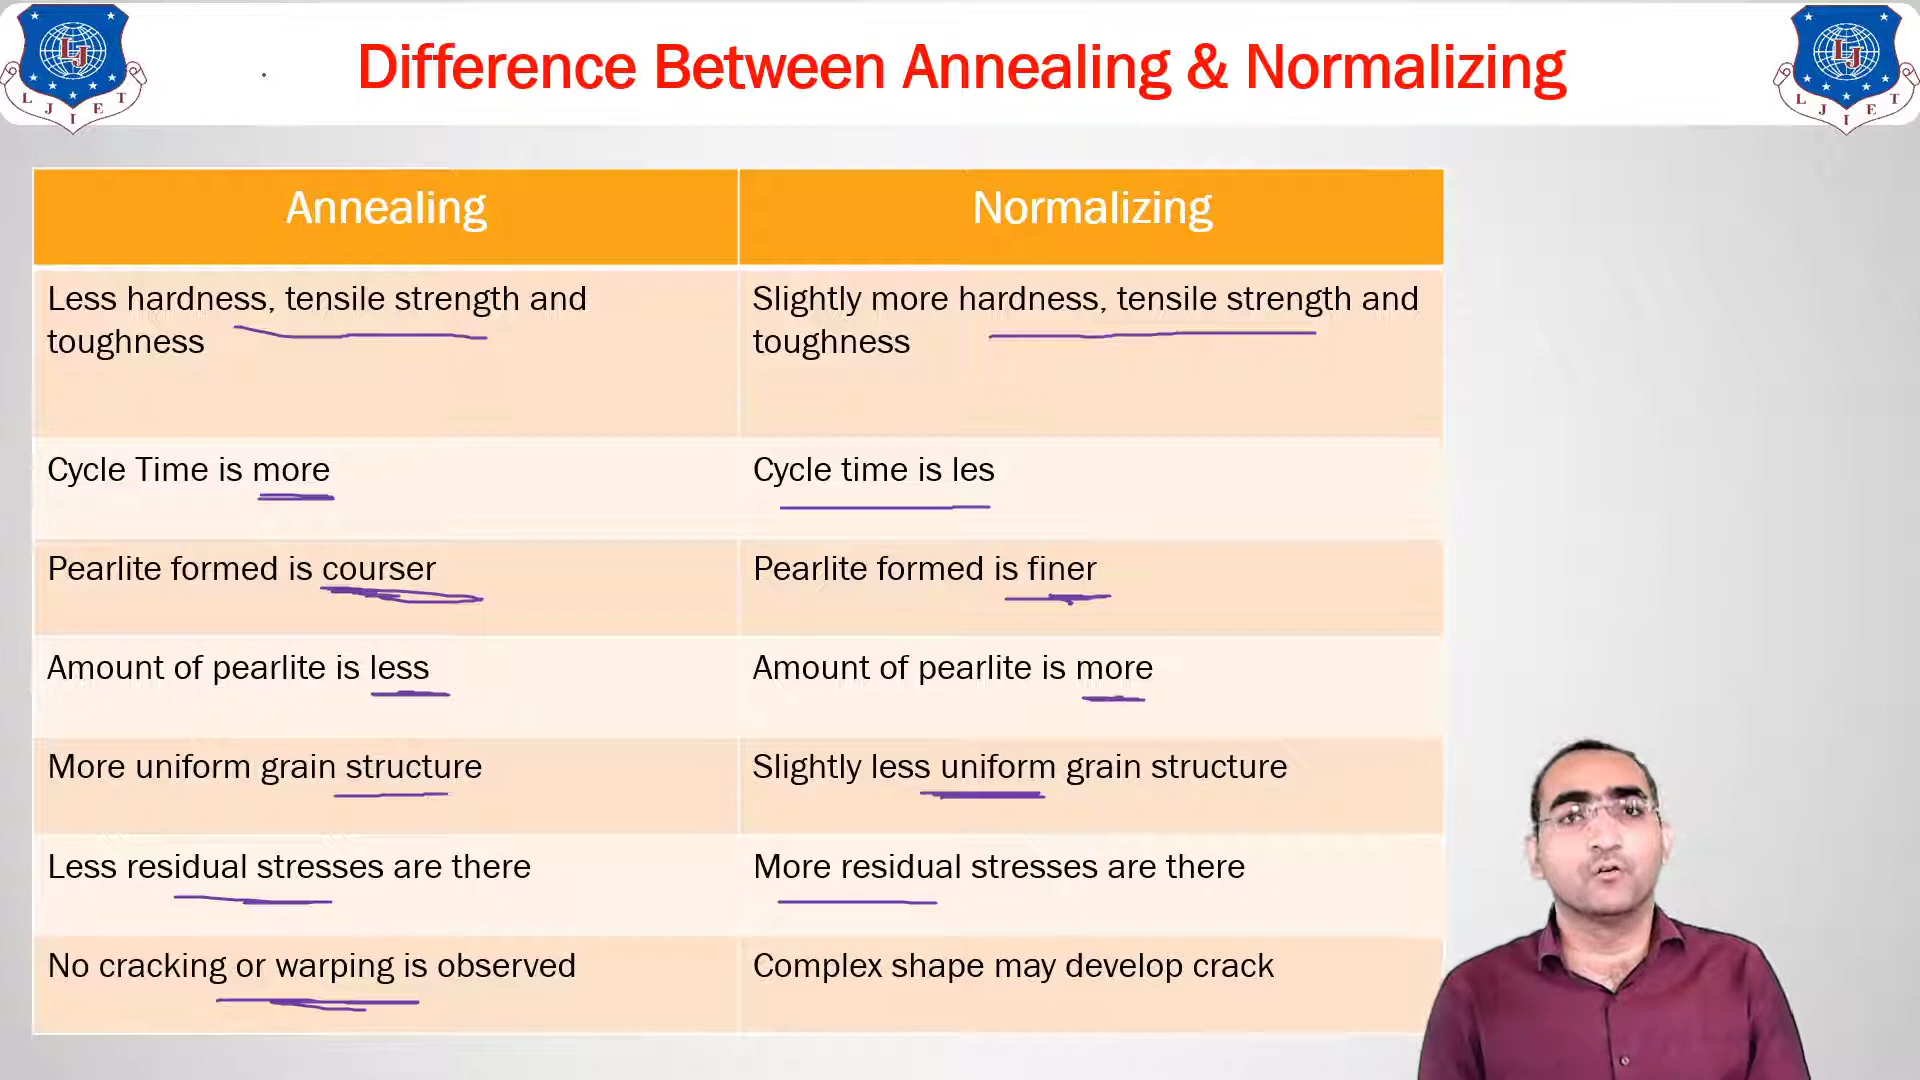 Difference Between Annealing & Normalizing
LJ
L J I E T
LJ
L J I E T
Annealing
Normalizing
Less hardness, tensile strength and
toughness
Slightly more hardness, tensile strength and
toughness
Cycle Time is more
Cycle time is les
Pearlite formed is courser
Pearlite formed is finer
Amount of pearlite is less
Amount of pearlite is more
More uniform grain structure
Slightly less uniform grain structure
Less residual stresses are there
More residual stresses are there
No cracking or warping is observed
Complex shape may develop crack